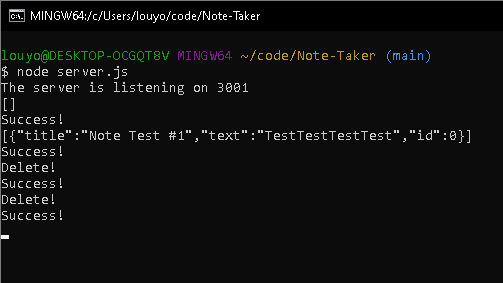 MINGW64:/c/Users/louyo/code/Note-Taker
louyo@DESKTOP-OCGQT8V MINGW64 ~/code/Note-Taker (main)
$ node server.js
The server is listening on 3001
[]
Success!
[{"title":"Note Test #1","text":"TestTestTestTest","id":0}]
Success!
Delete!
Success!
Delete!
Success!